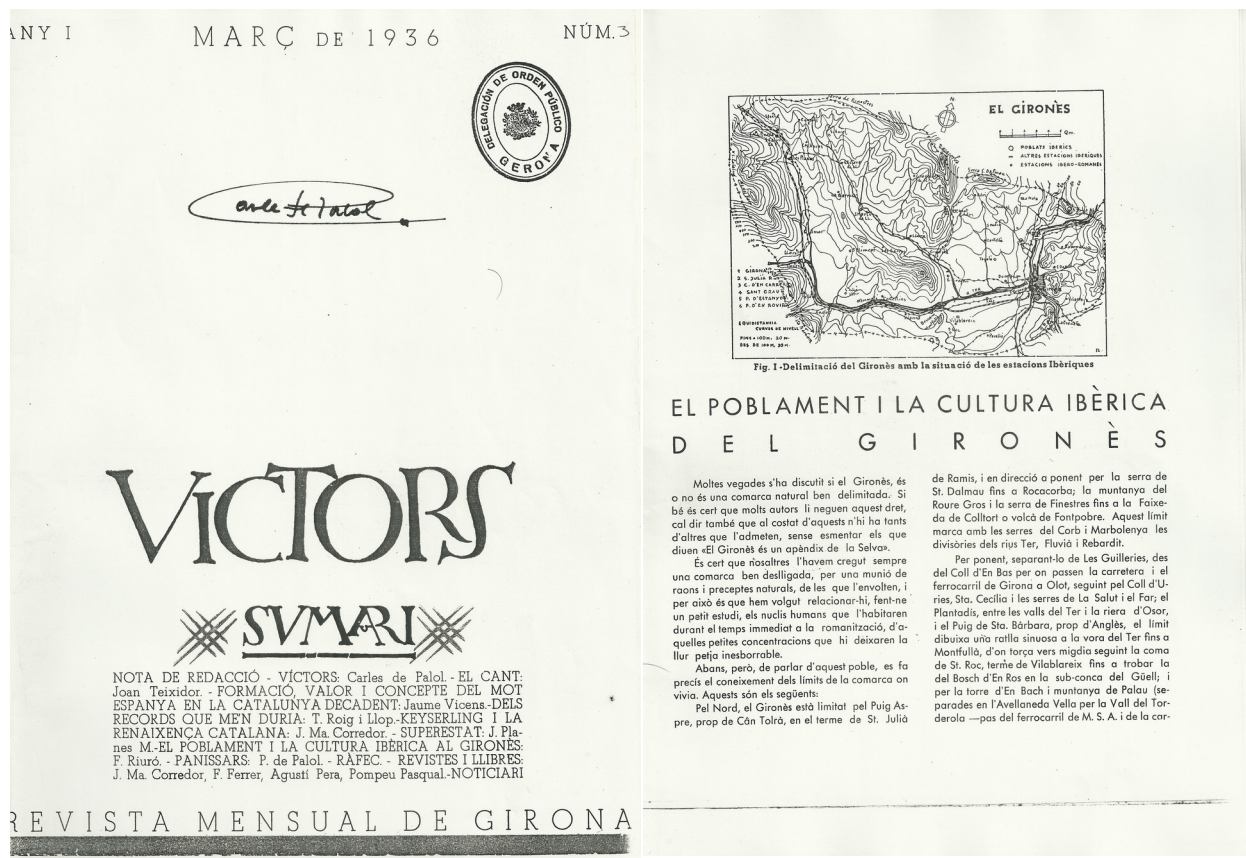 ANY I
MARÇ DE 1936
NÚM. 3
DELEGACIÓN DE ORDEN PÚBLICO
GERONA
Carles de Palol
VÍCTORS
SUMARI
NOTA DE REDACCIÓ - VÍCTORS: Carles de Palol. - EL CANT:
Joan Teixidor. - FORMACIÓ, VALOR I CONCEPTE DEL MOT
ESPANYA EN LA CATALUNYA DECADENT: Jaume Vicens.-DELS
RECORDS QUE ME'N DURIA: T. Roig i Llop.-KEYSERLING I LA
RENAIXENÇA CATALANA: J. Ma. Corredor. - SUPERESTAT: J. Pla-
nes M.-EL POBLAMENT I LA CULTURA IBÈRICA AL GIRONÈS:
F. Riuró. - PANISSARS: P. de Palol. - RÀFEC. - REVISTES I LLIBRES:
J. Ma. Corredor, F. Ferrer, Agustí Pera, Pompeu Pasqual.-NOTICIARI
REVISTA MENSUAL DE GIRONA
N.
EL GIRONÈS
Qm.
POBLATS IBÈRICS
ALTRES ESTACIONS IBÈRIQUES
ESTACIONS IBERO-ROMANES
1 GIRONA
2 S. JULIÀ
4 SANT GRAU
EQUIDISTANCIA
CURVES DE NIVELL
FINS A 100 M. 20 M.
DES DE 100 M.
Vilablareix
Fig. I -Delimitació del Gironès amb la situació de les estacions Ibèriques
EL POBLAMENT I LA CULTURA IBÈRICA
DEL GIRONÈS
Moltes vegades s'ha discutit si el Gironès, és
o no és una comarca natural ben delimitada. Si
bé és cert que molts autors li neguen aquest dret,
cal dir també que al costat d'aquests n'hi ha tants
d'altres que l'admeten, sense esmentar els que
diuen «El Gironès és un apèndix de la Selva».
És cert que nosaltres l'havem cregut sempre
una comarca ben deslligada, per una munió de
raons i preceptes naturals, de les que l'envolten, i
per això és que hem volgut relacionar-hi, fent-ne
un petit estudi, els nuclis humans que l'habitaren
durant el temps immediat a la romanització, d'a-
quelles petites concentracions que hi deixaren la
llur petja inesborrable.
Abans, però, de parlar d'aquest poble, es fa
precís el coneixement dels límits de la comarca on
vivia. Aquests són els següents:
Pel Nord, el Gironès està limitat pel Puig As-
pre, prop de Cân Tolrà, en el terme de St. Julià
de Ramis, i en direcció a ponent per la serra de
St. Dalmau fins a Rocacorba; la muntanya del
Roure Gros i la serra de Finestres fins a la Faixe-
da de Colltort o volcà de Fontpobre. Aquest límit
marca amb les serres del Corb i Marbolenya les
divisòries dels rius Ter, Fluvià i Rebardit.
Per ponent, separant-lo de Les Guilleries, des
del Coll d'En Bas per on passen la carretera i el
ferrocarril de Girona a Olot, seguint pel Coll d'U-
ries, Sta. Cecília i les serres de La Salut i el Far; el
Plantadís, entre les valls del Ter i la riera d'Osor,
i el Puig de Sta. Bàrbara, prop d'Anglès, el límit
dibuixa una ratlla sinuosa a la vora del Ter fins a
Montfullà, d'on torça vers migdia seguint la coma
de St. Roc, terme de Vilablareix fins a trobar la
del Bosch d'En Ros en la sub-conca del Güell; i
per la torre d'En Bach i muntanya de Palau (se-
parades en l'Avellaneda Vella per la Vall del Tor-
derola —pas del ferrocarril de M. S. A. i de la car-